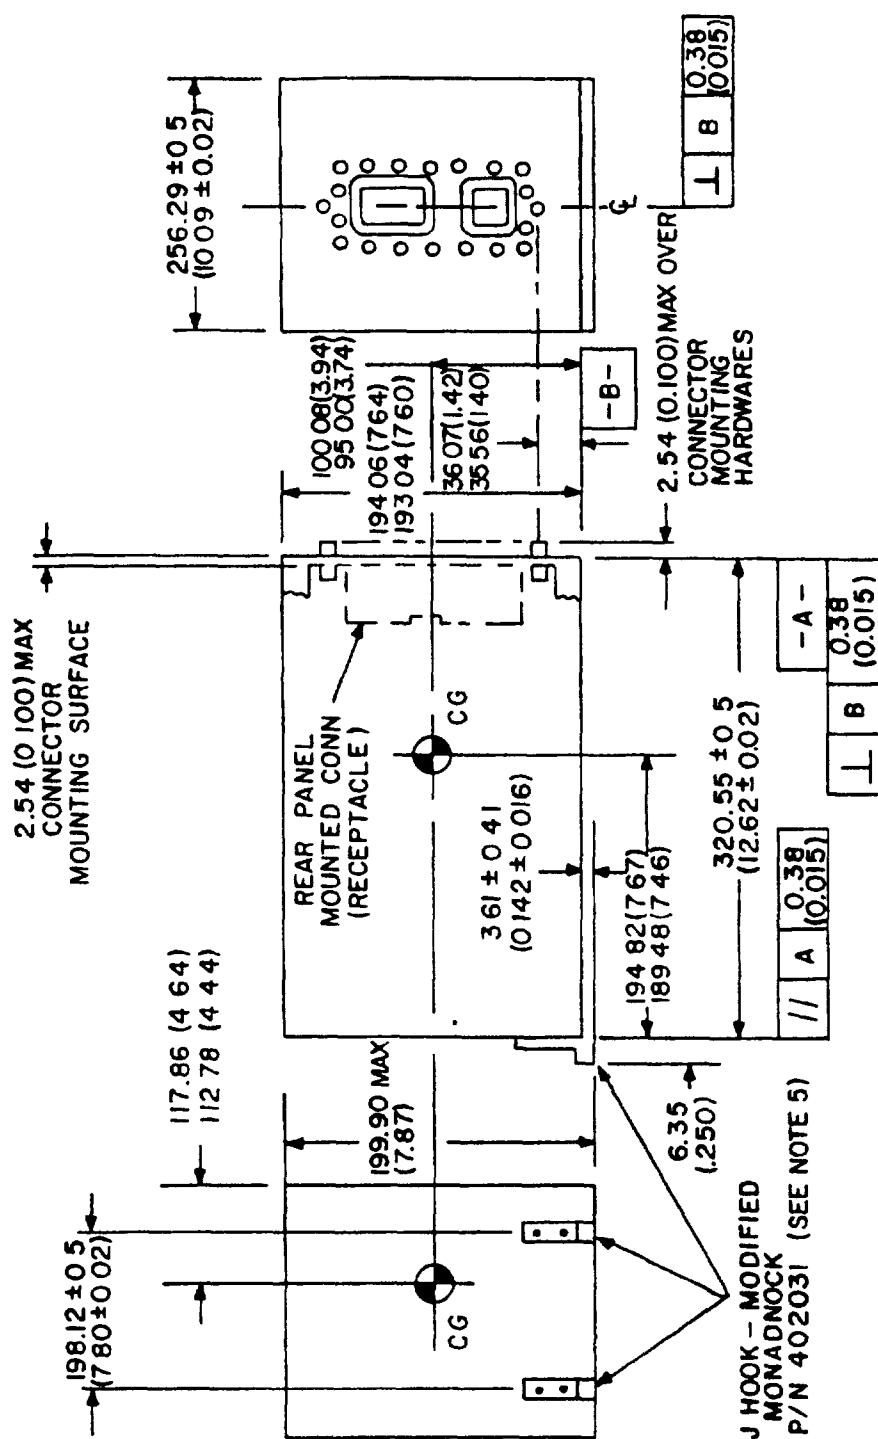 198.12 ± 0 5
(7 80 ± 0 02)
117.86 (4 64)
112 78 (4 44)
2.54 (0 100) MAX
CONNECTOR
MOUNTING SURFACE
256.29 ± 0 5
(10 09 ± 0.02)
CG
199.90 MAX
(7.87)
REAR PANEL
MOUNTED CONN
(RECEPTACLE)
CG
361 ± 0 41
(0 142 ± 0 016)
100 08 (3.94)
95 00 (3.74)
194 06 (7 64)
193 04 (7 60)
36 07 (1.42)
35 56 (1 40)
-B-
℄
⊥ B 0.38
(0 015)
2.54 (0.100) MAX OVER
CONNECTOR
MOUNTING
HARDWARES
194 82 (7 67)
189 48 (7 46)
6.35
(.250)
320.55 ± 0 5
(12.62 ± 0.02)
J HOOK - MODIFIED
MONADNOCK
P/N 402031 (SEE NOTE 5)
// A 0.38
(0.015)
-A-
⊥ B 0.38
(0.015)